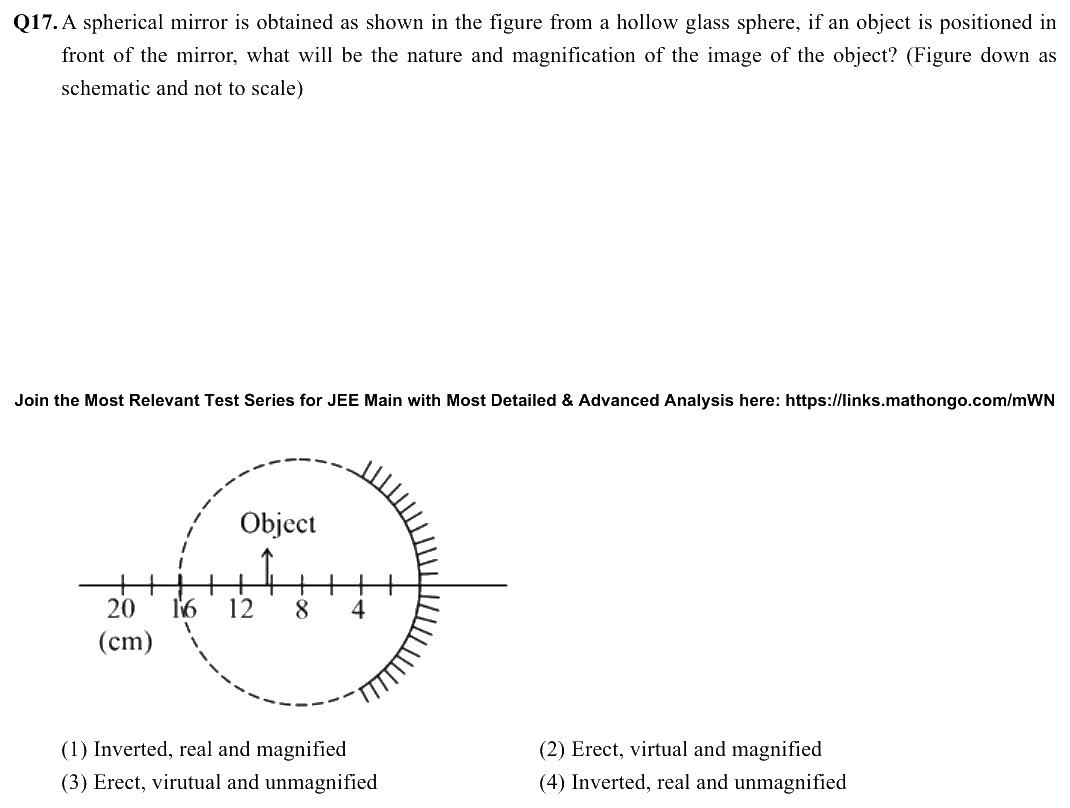 Q17. A spherical mirror is obtained as shown in the figure from a hollow glass sphere, if an object is positioned in
front of the mirror, what will be the nature and magnification of the image of the object? (Figure down as
schematic and not to scale)
Join the Most Relevant Test Series for JEE Main with Most Detailed & Advanced Analysis here: https://links.mathongo.com/mWN
Object
20 16 12 8 4
(cm)
(1) Inverted, real and magnified (2) Erect, virtual and magnified
(3) Erect, virutual and unmagnified (4) Inverted, real and unmagnified